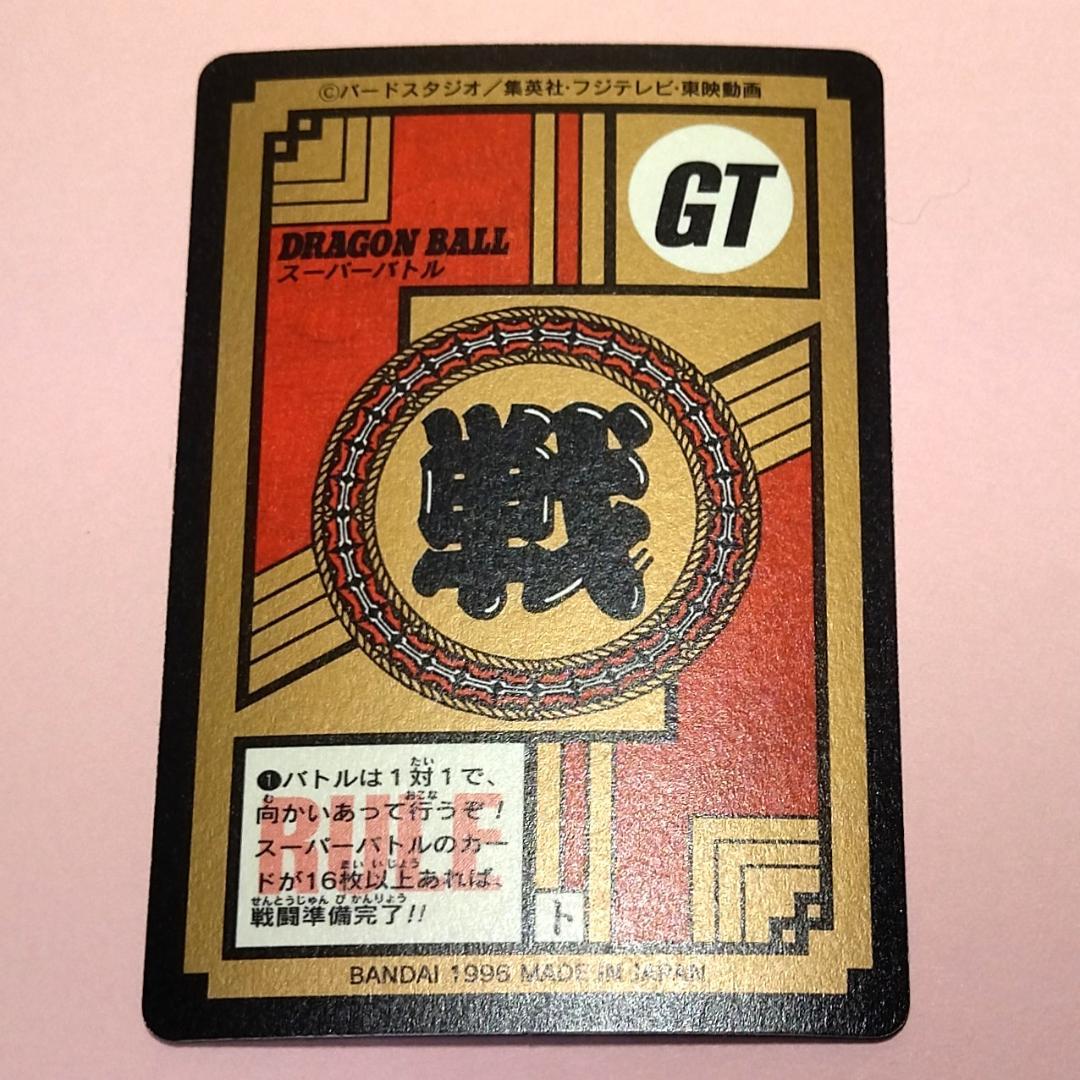 ©バードスタジオ／集英社・フジテレビ・東映動画
GT
DRAGON BALL
スーパーバトル
戦
RULE
❶バトルは1対1で、
向かいあって行うぞ！
スーパーバトルのカー
ドが16枚以上あれば、
戦闘準備完了!!
ト
BANDAI 1996 MADE IN JAPAN